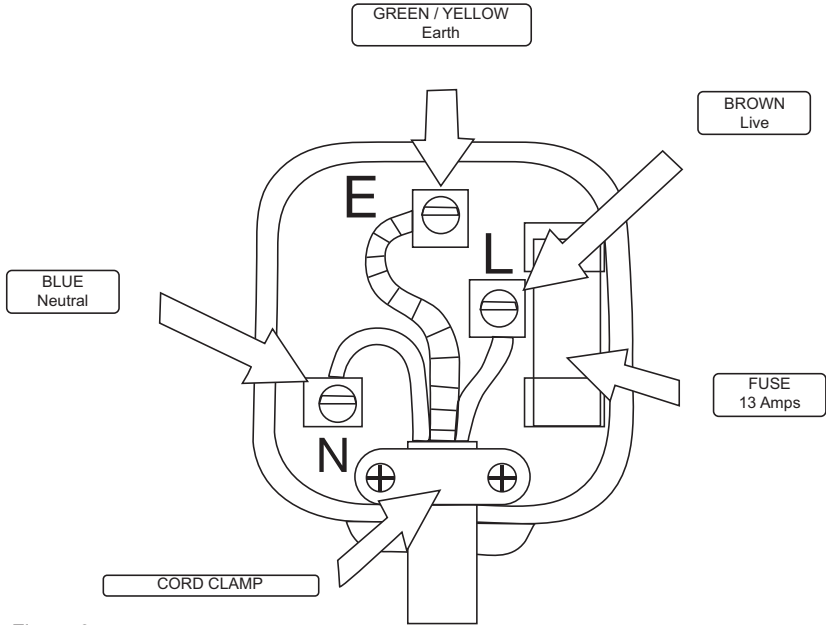 GREEN / YELLOW
Earth
BROWN
Live
E
L
BLUE
Neutral
FUSE
13 Amps
N
CORD CLAMP